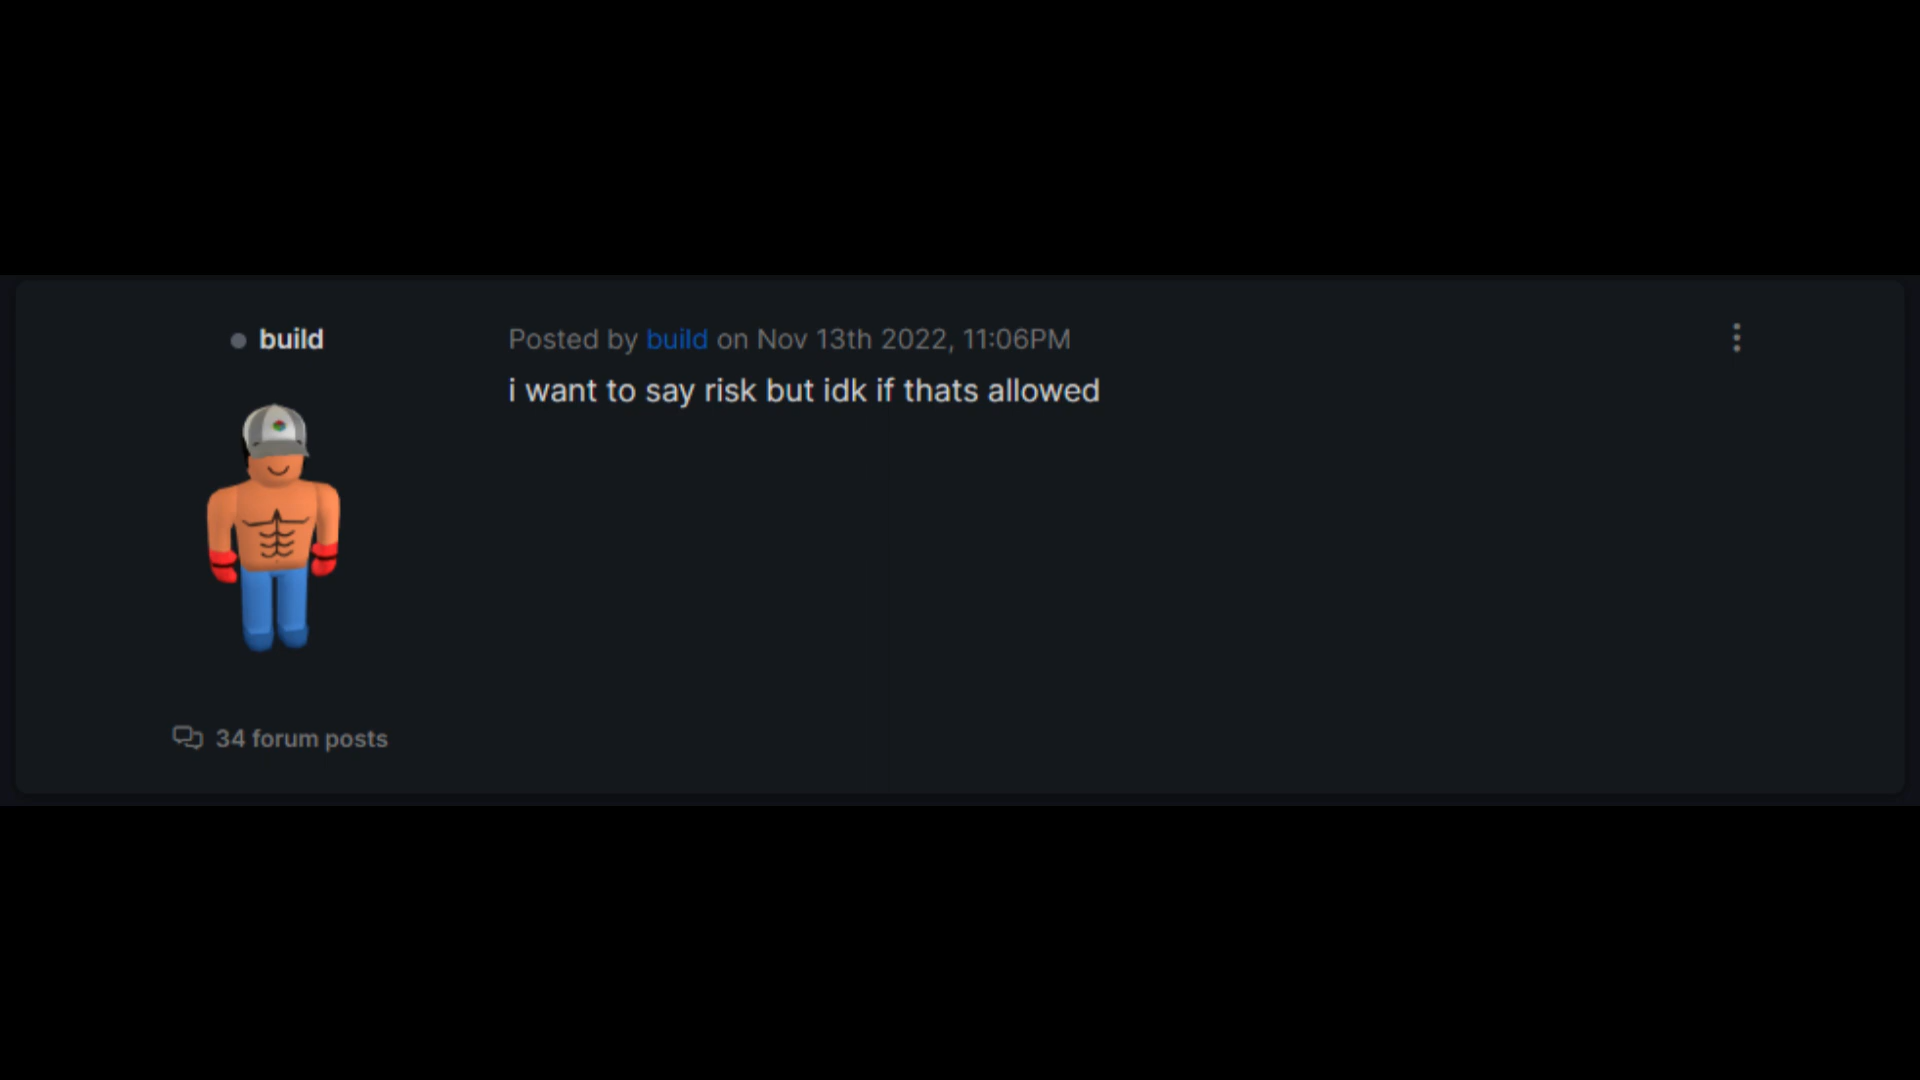 build
Posted by build on Nov 13th 2022, 11:06PM
i want to say risk but idk if thats allowed
34 forum posts